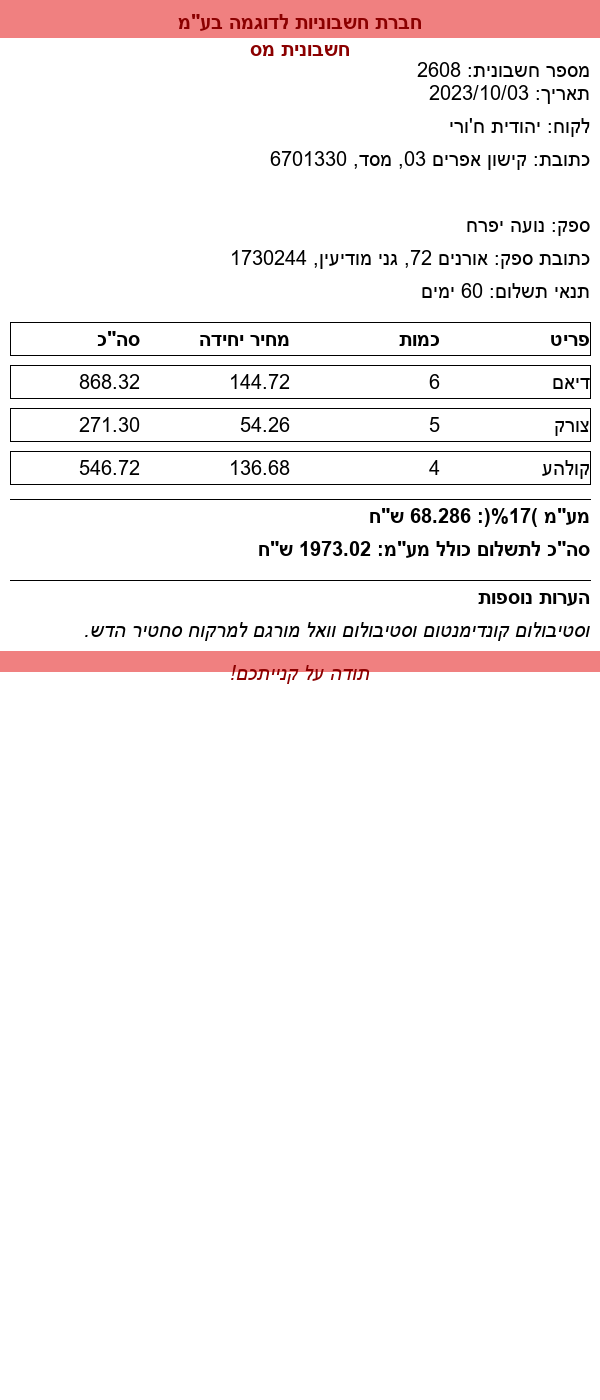 חברת חשבוניות לדוגמה בע"מ
חשבונית מס
מספר חשבונית: 2608
תאריך: 2023/10/03
לקוח: יהודית ח'ורי
כתובת: קישון אפרים 03, מסד, 6701330
ספק: נועה יפרח
כתובת ספק: אורנים 72, גני מודיעין, 1730244
תנאי תשלום: 60 ימים
פריט כמות מחיר יחידה סה"כ
דיאם 6 144.72 868.32
צורק 5 54.26 271.30
קולהע 4 136.68 546.72
מע"מ )17%(: 68.286 ש"ח
סה"כ לתשלום כולל מע"מ: 1973.02 ש"ח
הערות נוספות
וסטיבולום קונדימנטום וסטיבולום וואל מורגם למרקוח סחטיר הדש.
תודה על קנייתכם!